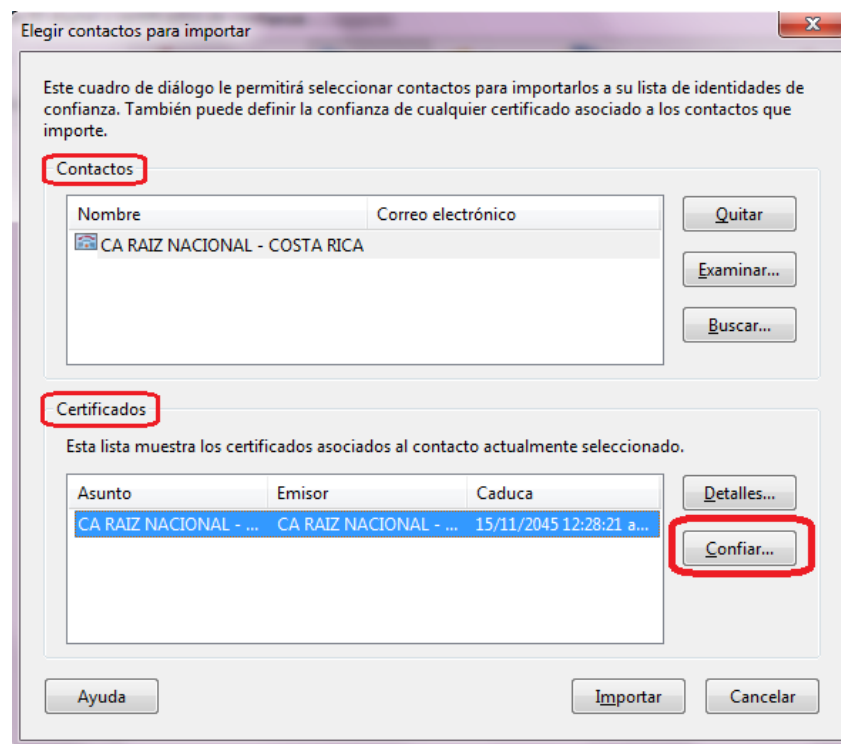 Elegir contactos para importar
Este cuadro de diálogo le permitirá seleccionar contactos para importarlos a su lista de identidades de
confianza. También puede definir la confianza de cualquier certificado asociado a los contactos que
importe.
Contactos
Nombre Correo electrónico
CA RAIZ NACIONAL - COSTA RICA
Quitar
Examinar...
Buscar...
Certificados
Esta lista muestra los certificados asociados al contacto actualmente seleccionado.
Asunto Emisor Caduca
CA RAIZ NACIONAL - ... CA RAIZ NACIONAL - ... 15/11/2045 12:28:21 a...
Detalles...
Confiar...
Ayuda Importar Cancelar